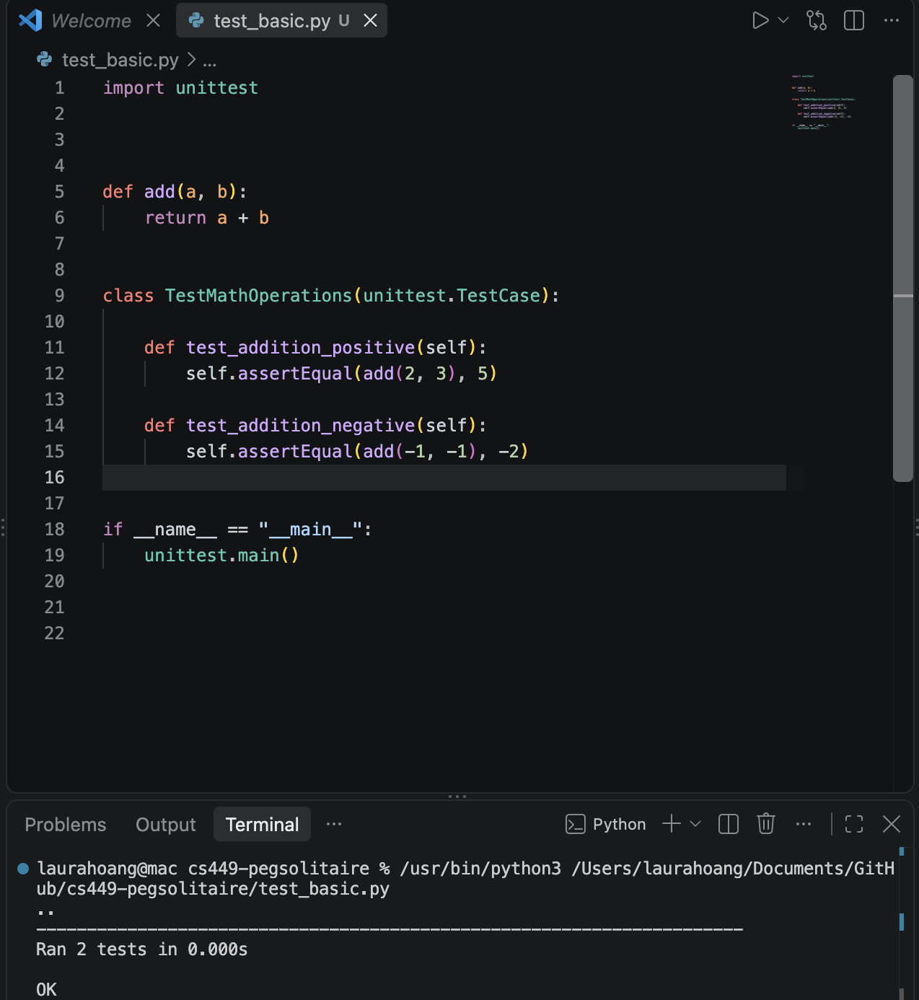 Welcome
test_basic.py U
test_basic.py > ...
1 import unittest
2
3
4
5 def add(a, b):
6     return a + b
7
8
9 class TestMathOperations(unittest.TestCase):
10
11     def test_addition_positive(self):
12         self.assertEqual(add(2, 3), 5)
13
14     def test_addition_negative(self):
15         self.assertEqual(add(-1, -1), -2)
16
17
18 if __name__ == "__main__":
19     unittest.main()
20
21
22
Problems Output Terminal ... Python
laurahoang@mac cs449-pegsolitaire % /usr/bin/python3 /Users/laurahoang/Documents/GitH
ub/cs449-pegsolitaire/test_basic.py
..
----------------------------------------------------------------------
Ran 2 tests in 0.000s
OK